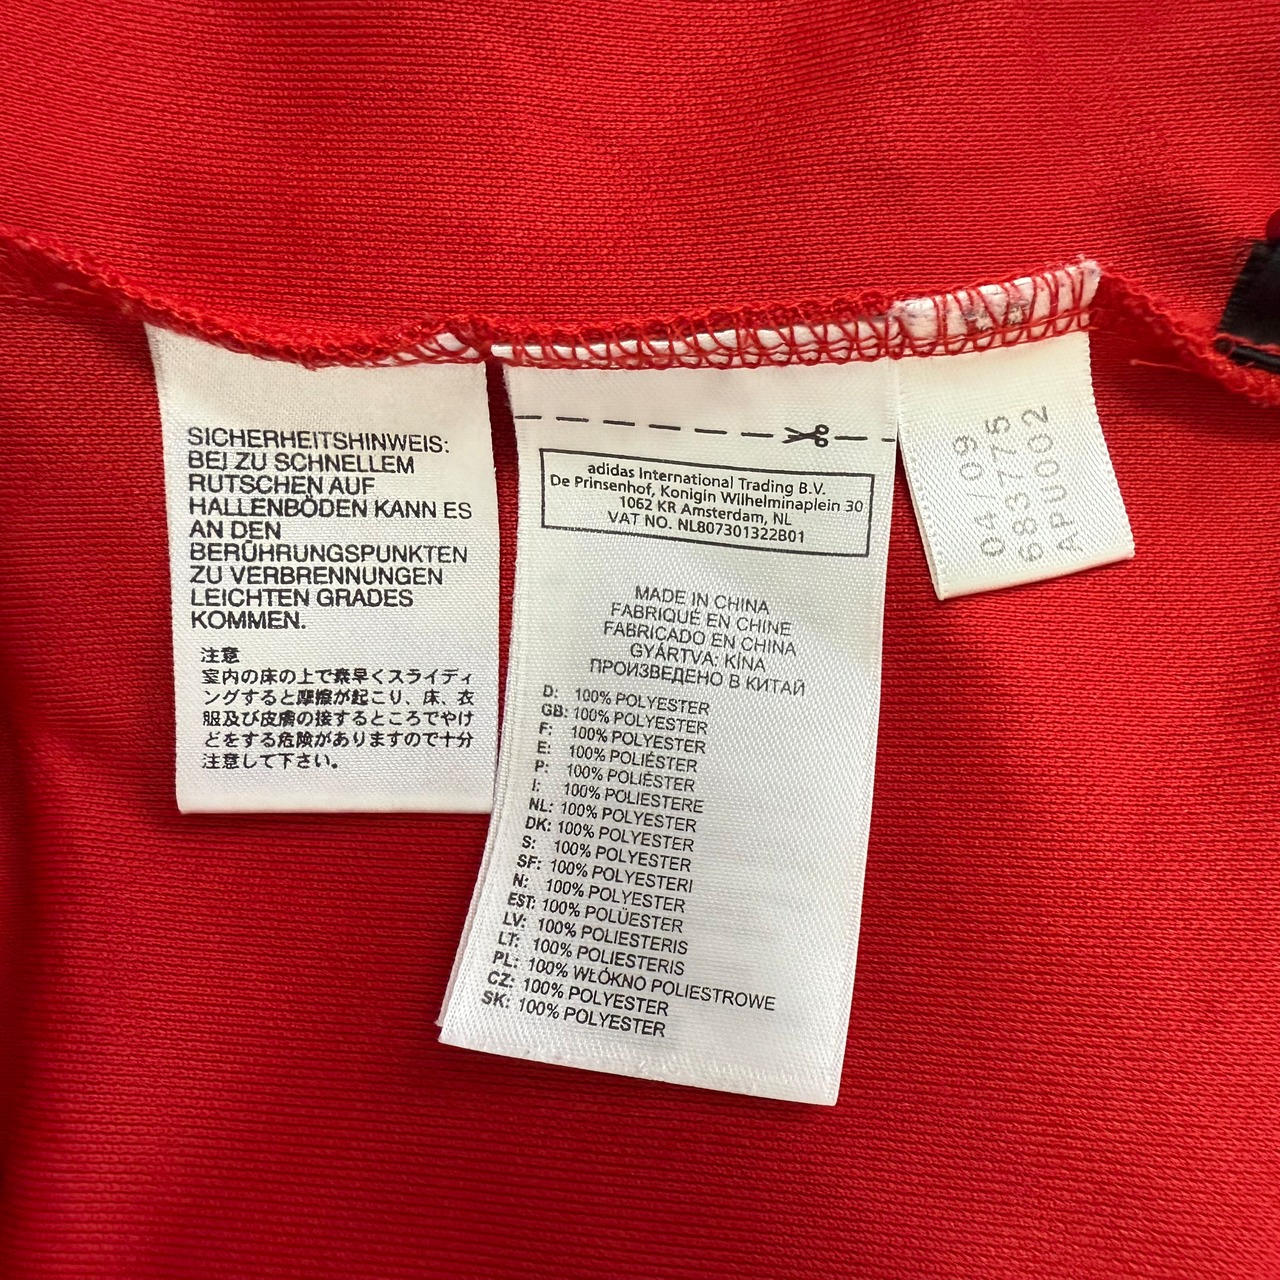 SICHERHEITSHINWEIS:
BEI ZU SCHNELLEM
RUTSCHEN AUF
HALLENBÖDEN KANN ES
AN DEN
BERÜHRUNGSPUNKTEN
ZU VERBRENNUNGEN
LEICHTEN GRADES
KOMMEN.
注意
室内の床の上で素早くスライディ
ングすると摩擦が起こり、床、衣
服及び皮膚の接するところでやけ
どをする危険がありますので十分
注意して下さい。
adidas International Trading B.V.
De Prinsenhof, Konigin Wilhelminaplein 30
1062 KR Amsterdam, NL
VAT NO. NL807301322B01
MADE IN CHINA
FABRIQUÉ EN CHINE
FABRICADO EN CHINA
GYÁRTVA: KÍNA
ПРОИЗВЕДЕНО В КИТАЙ
D: 100% POLYESTER
GB: 100% POLYESTER
F: 100% POLYESTER
E: 100% POLIÉSTER
P: 100% POLIÉSTER
I: 100% POLIESTERE
NL: 100% POLYESTER
DK: 100% POLYESTER
S: 100% POLYESTER
SF: 100% POLYESTERI
N: 100% POLYESTER
EST: 100% POLÜESTER
LV: 100% POLIESTERIS
LT: 100% POLIESTERIS
PL: 100% WŁÓKNO POLIESTROWE
CZ: 100% POLYESTER
SK: 100% POLYESTER
04 09
683775
APUG02